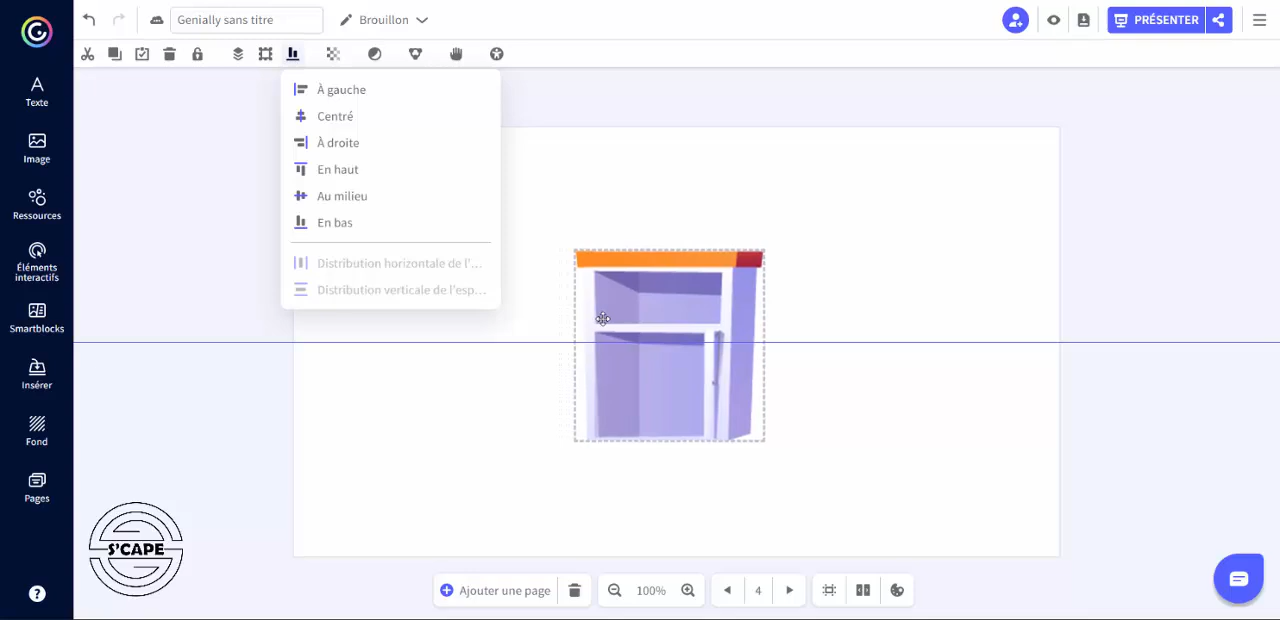 Genially sans titre
Brouillon
PRÉSENTER
Texte
Image
Ressources
Éléments
interactifs
Smartblocks
Insérer
Fond
Pages
À gauche
Centré
À droite
En haut
Au milieu
En bas
Distribution horizontale de l'...
Distribution verticale de l'esp...
S'CAPE
Ajouter une page
100%
4
?